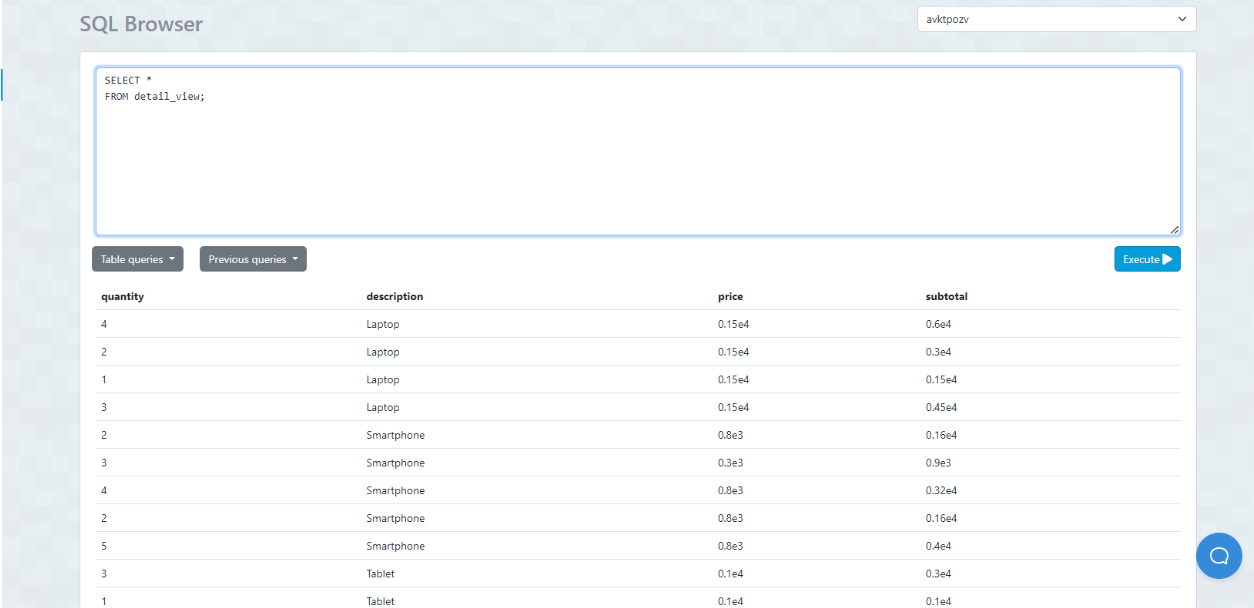 SQL Browser
avktpozv
SELECT *
FROM detail_view;
Table queries
Previous queries
Execute
quantity description price subtotal
4 Laptop 0.15e4 0.6e4
2 Laptop 0.15e4 0.3e4
1 Laptop 0.15e4 0.15e4
3 Laptop 0.15e4 0.45e4
2 Smartphone 0.8e3 0.16e4
3 Smartphone 0.3e3 0.9e3
4 Smartphone 0.8e3 0.32e4
2 Smartphone 0.8e3 0.16e4
5 Smartphone 0.8e3 0.4e4
3 Tablet 0.1e4 0.3e4
1 Tablet 0.1e4 0.1e4